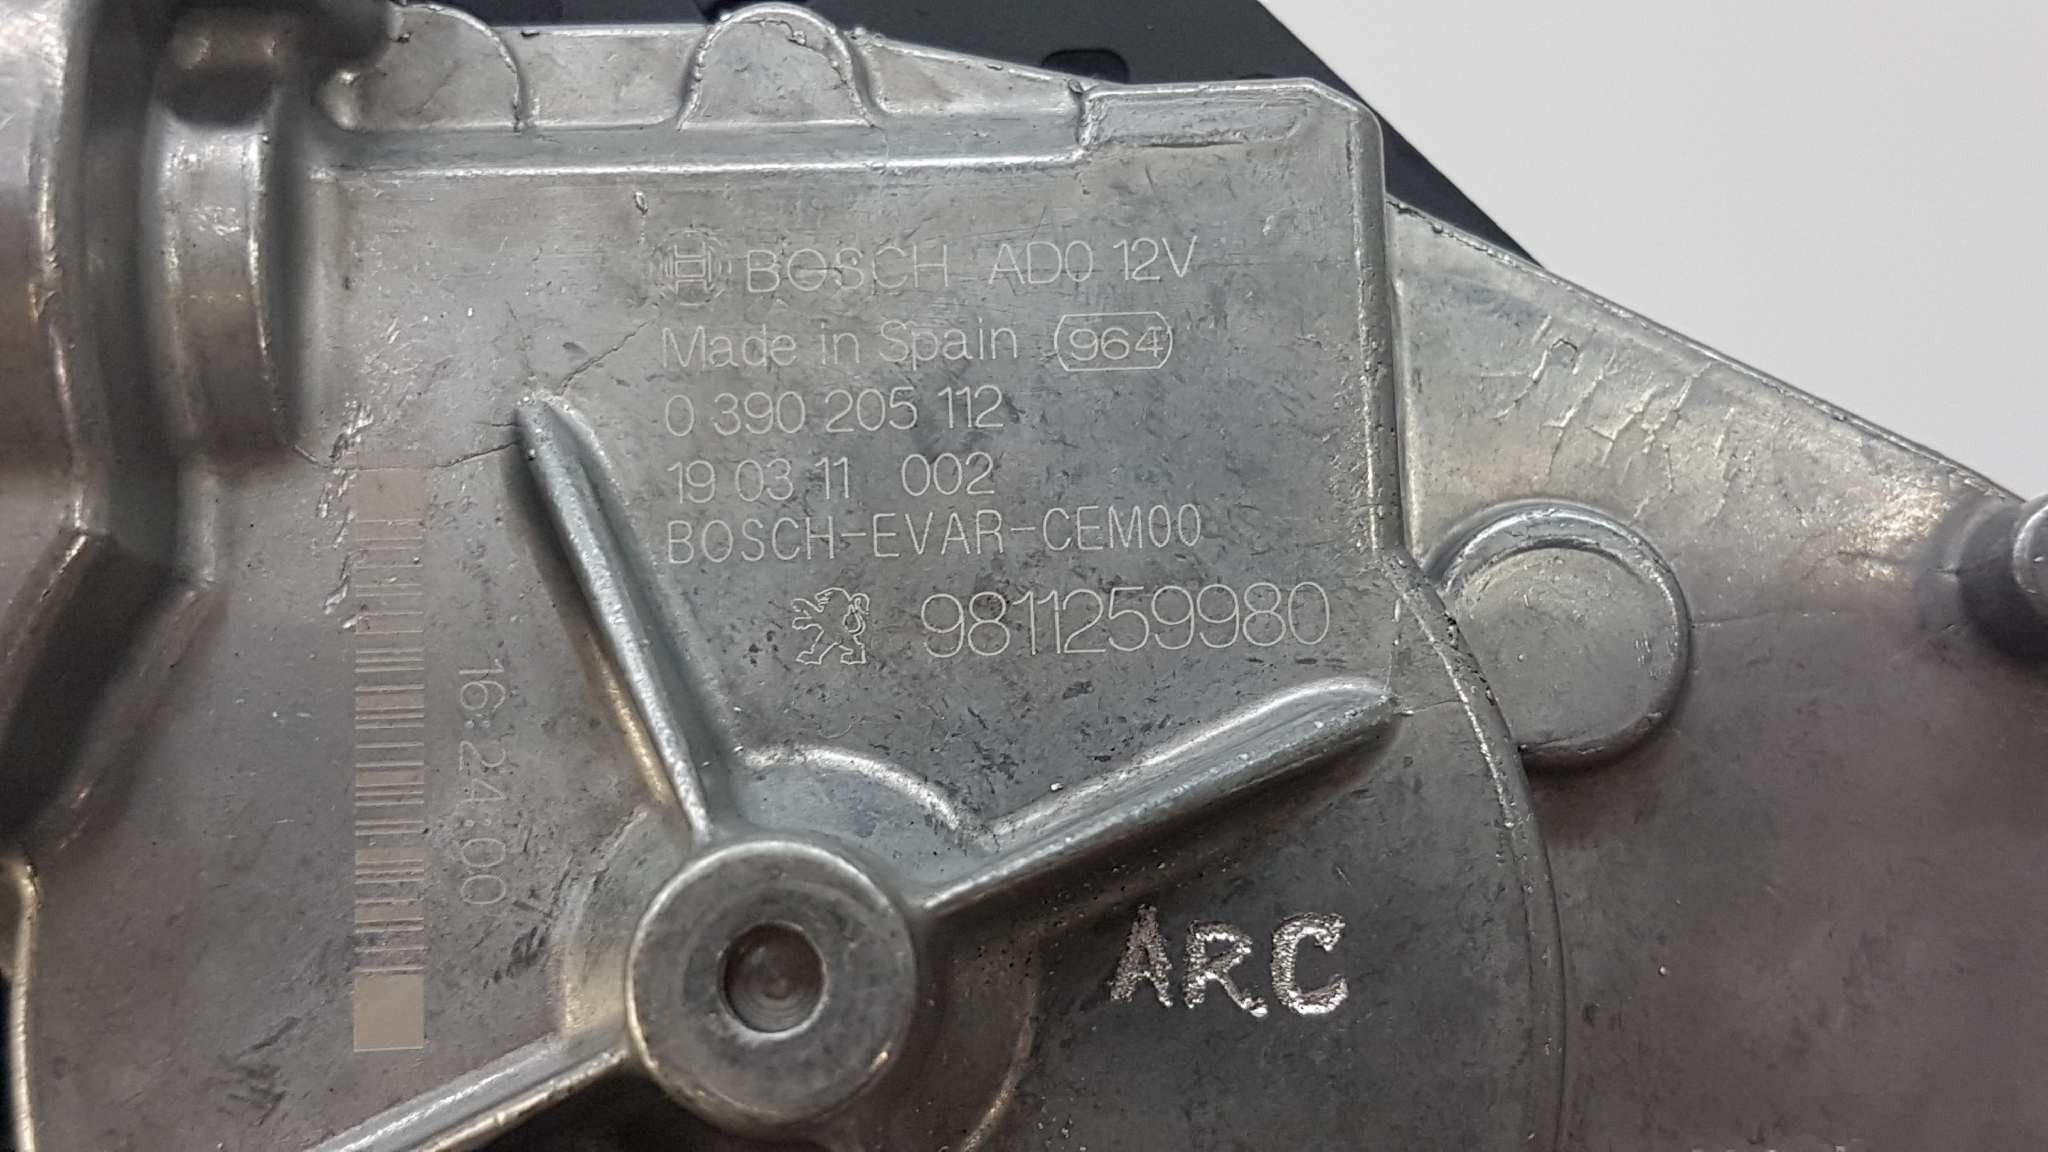 BOSCH AD0 12V
Made in Spain 964
0 390 205 112
19 03 11 002
BOSCH-EVAR-CEM00
9811259980
16:24:00
ARC